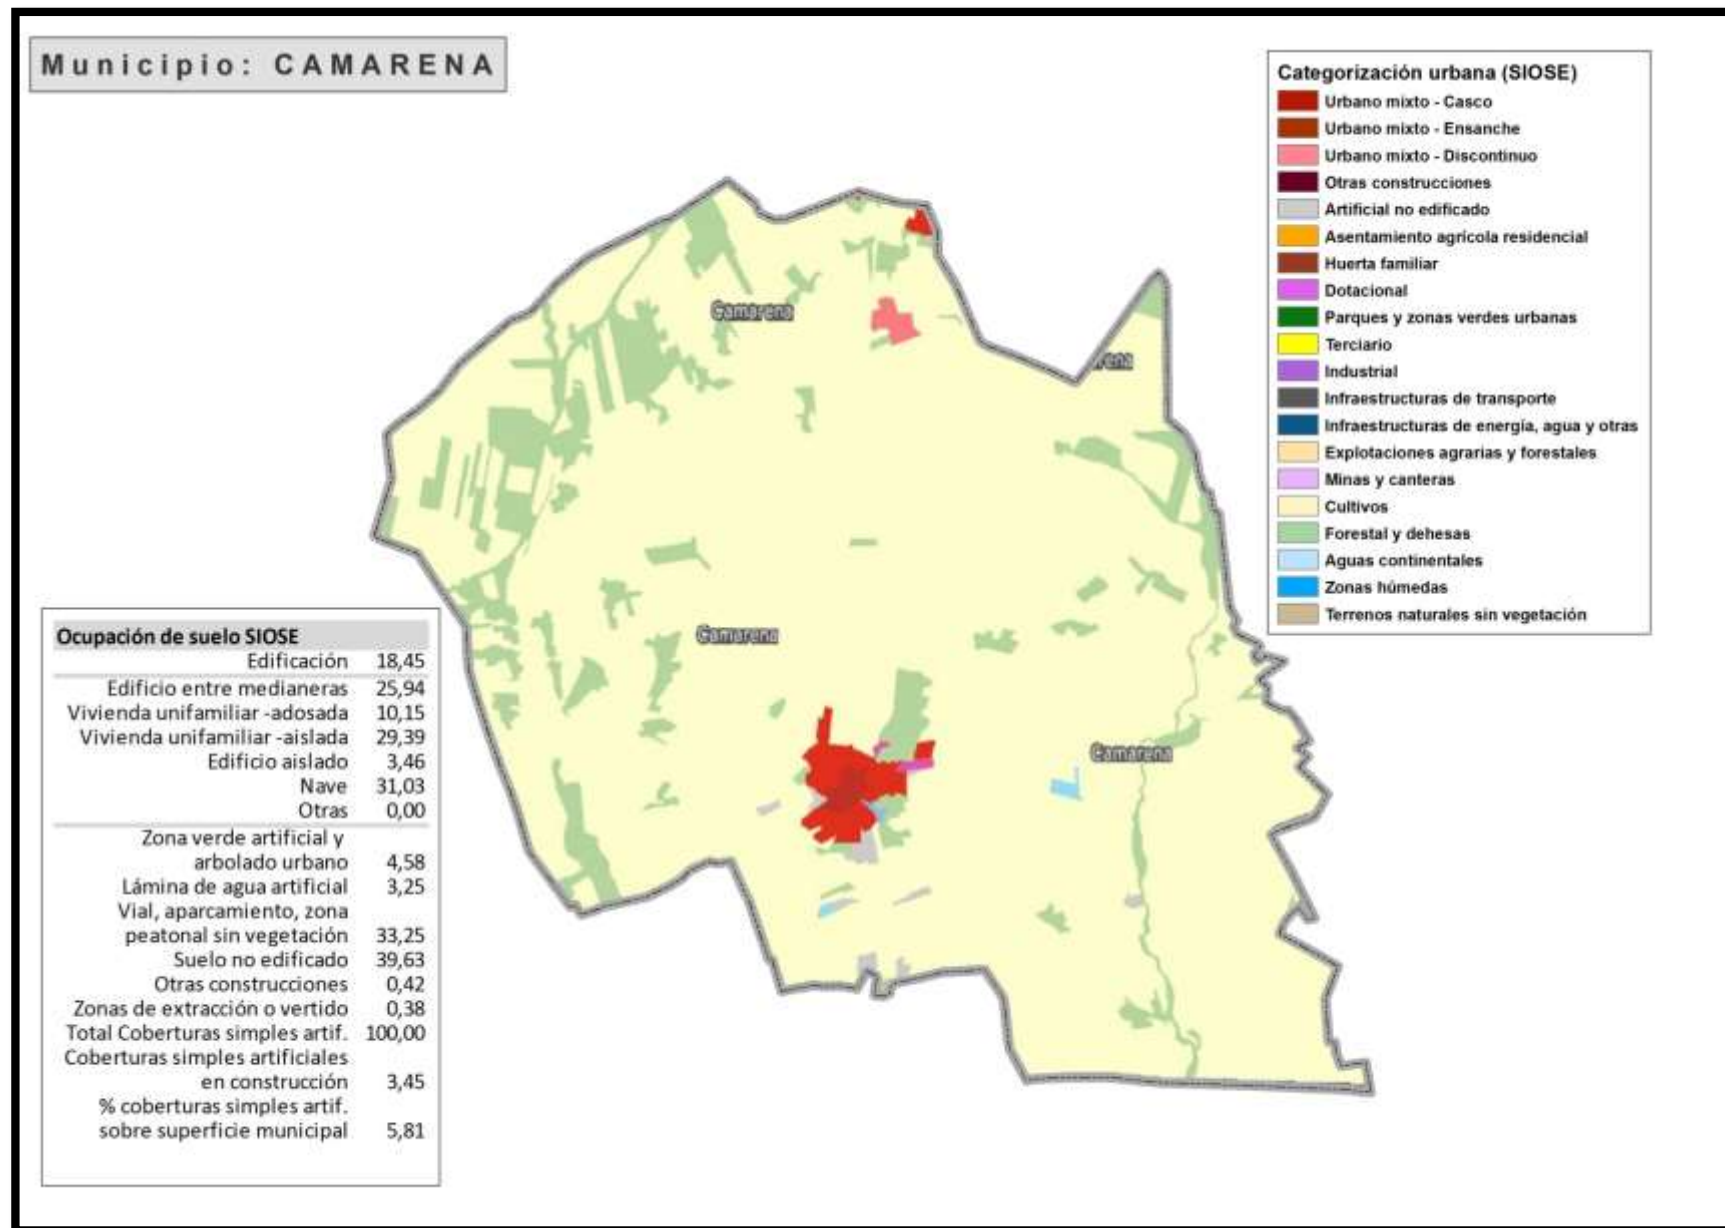 Municipio: CAMARENA
Categorización urbana (SIOSE)
Urbano mixto - Casco
Urbano mixto - Ensanche
Urbano mixto - Discontinuo
Otras construcciones
Artificial no edificado
Asentamiento agrícola residencial
Huerta familiar
Dotacional
Parques y zonas verdes urbanas
Terciario
Industrial
Infraestructuras de transporte
Infraestructuras de energía, agua y otras
Explotaciones agrarias y forestales
Minas y canteras
Cultivos
Forestal y dehesas
Aguas continentales
Zonas húmedas
Terrenos naturales sin vegetación
Camarena
rena
Camarena
Camarena
Ocupación de suelo SIOSE
Edificación 18,45
Edificio entre medianeras 25,94
Vivienda unifamiliar -adosada 10,15
Vivienda unifamiliar -aislada 29,39
Edificio aislado 3,46
Nave 31,03
Otras 0,00
Zona verde artificial y
arbolado urbano 4,58
Lámina de agua artificial 3,25
Vial, aparcamiento, zona
peatonal sin vegetación 33,25
Suelo no edificado 39,63
Otras construcciones 0,42
Zonas de extracción o vertido 0,38
Total Coberturas simples artif. 100,00
Coberturas simples artificiales
en construcción 3,45
% coberturas simples artif.
sobre superficie municipal 5,81